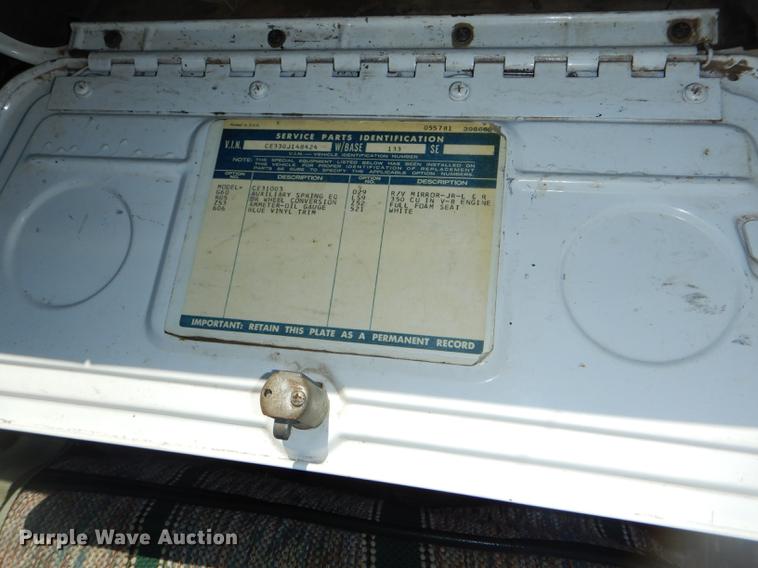 055781
SERVICE PARTS IDENTIFICATION
V.I.N. CE330J148424 W/BASE 133 SE
V.I.N. — VEHICLE IDENTIFICATION NUMBER
NOTE: THE SPECIAL EQUIPMENT LISTED BELOW HAS BEEN INSTALLED ON
THIS VEHICLE FOR PROPER IDENTIFICATION OF REPLACEMENT
PARTS BE SURE TO SPECIFY THE APPLICABLE OPTION NUMBERS.
OPTION NO. DESCRIPTION OPTION NO. DESCRIPTION
MODEL= CE31003
G60 AUXILIARY SPRING EQ D29 R/V MIRROR-JR-L & R
R05 WHEEL CONVERSION LS9 350 CU IN V-8 ENGINE
Z53 AMMETER-OIL GAUGE Z52 FULL FOAM SEAT
606 BLUE VINYL TRIM 521 WHITE
IMPORTANT: RETAIN THIS PLATE AS A PERMANENT RECORD
Purple Wave Auction